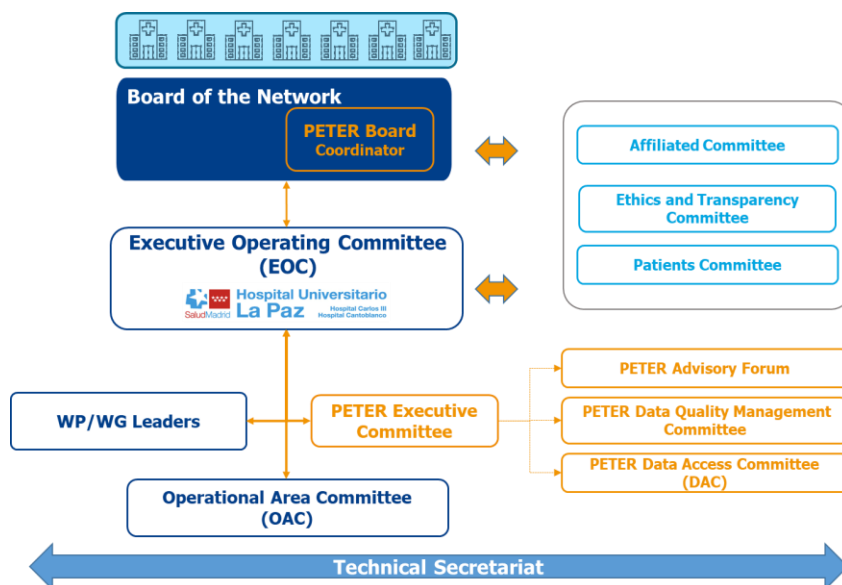 Board of the Network
PETER Board
Coordinator
Affiliated Committee
Ethics and Transparency
Committee
Patients Committee
Executive Operating Committee
(EOC)
SaludMadrid
Hospital Universitario
La Paz
Hospital Carlos III
Hospital Cantoblanco
WP/WG Leaders
PETER Executive
Committee
PETER Advisory Forum
PETER Data Quality Management
Committee
PETER Data Access Committee
(DAC)
Operational Area Committee
(OAC)
Technical Secretariat